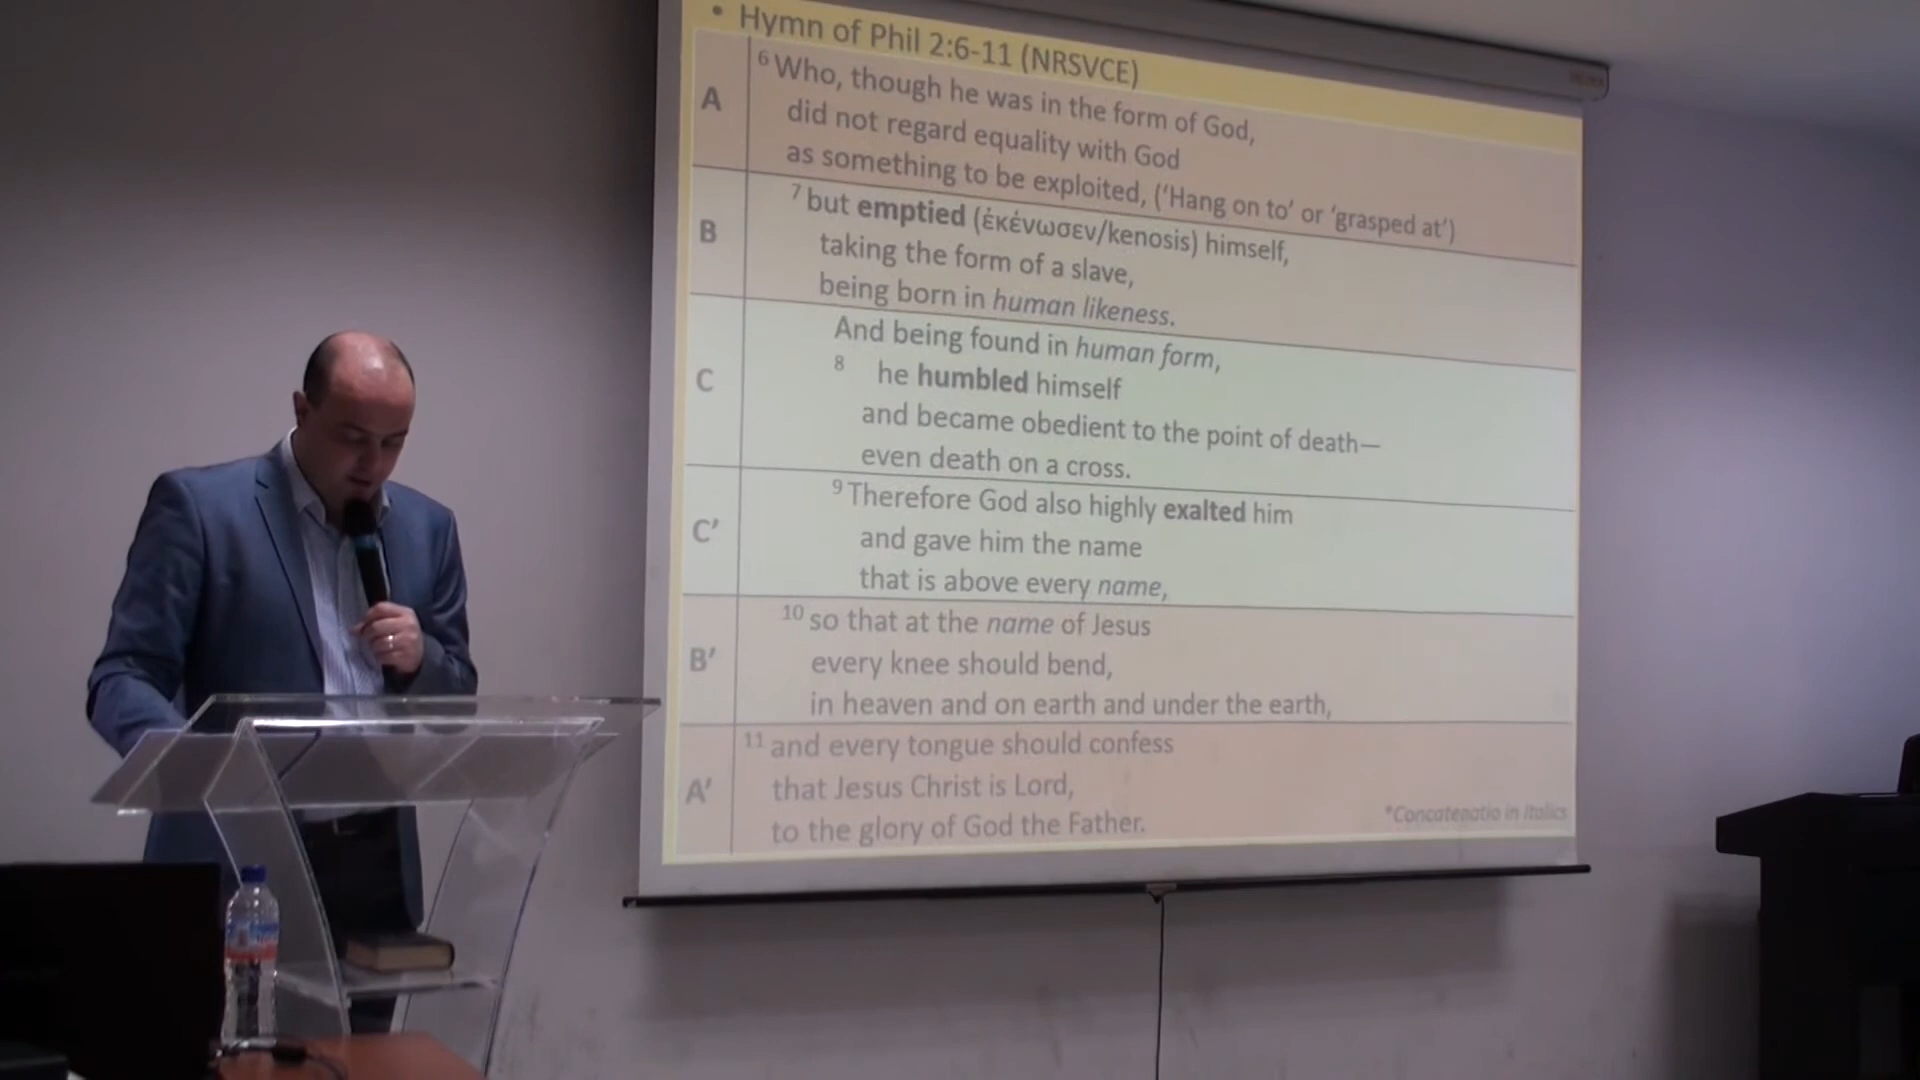 • Hymn of Phil 2:6-11 (NRSVCE)
A
6 Who, though he was in the form of God,
did not regard equality with God
as something to be exploited, (‘Hang on to’ or ‘grasped at’)
B
7 but emptied (ἐκένωσεν/kenosis) himself,
taking the form of a slave,
being born in human likeness.
C
And being found in human form,
8 he humbled himself
and became obedient to the point of death—
even death on a cross.
C’
9 Therefore God also highly exalted him
and gave him the name
that is above every name,
B’
10 so that at the name of Jesus
every knee should bend,
in heaven and on earth and under the earth,
A’
11 and every tongue should confess
that Jesus Christ is Lord,
to the glory of God the Father.
*Concatenatio in Italics